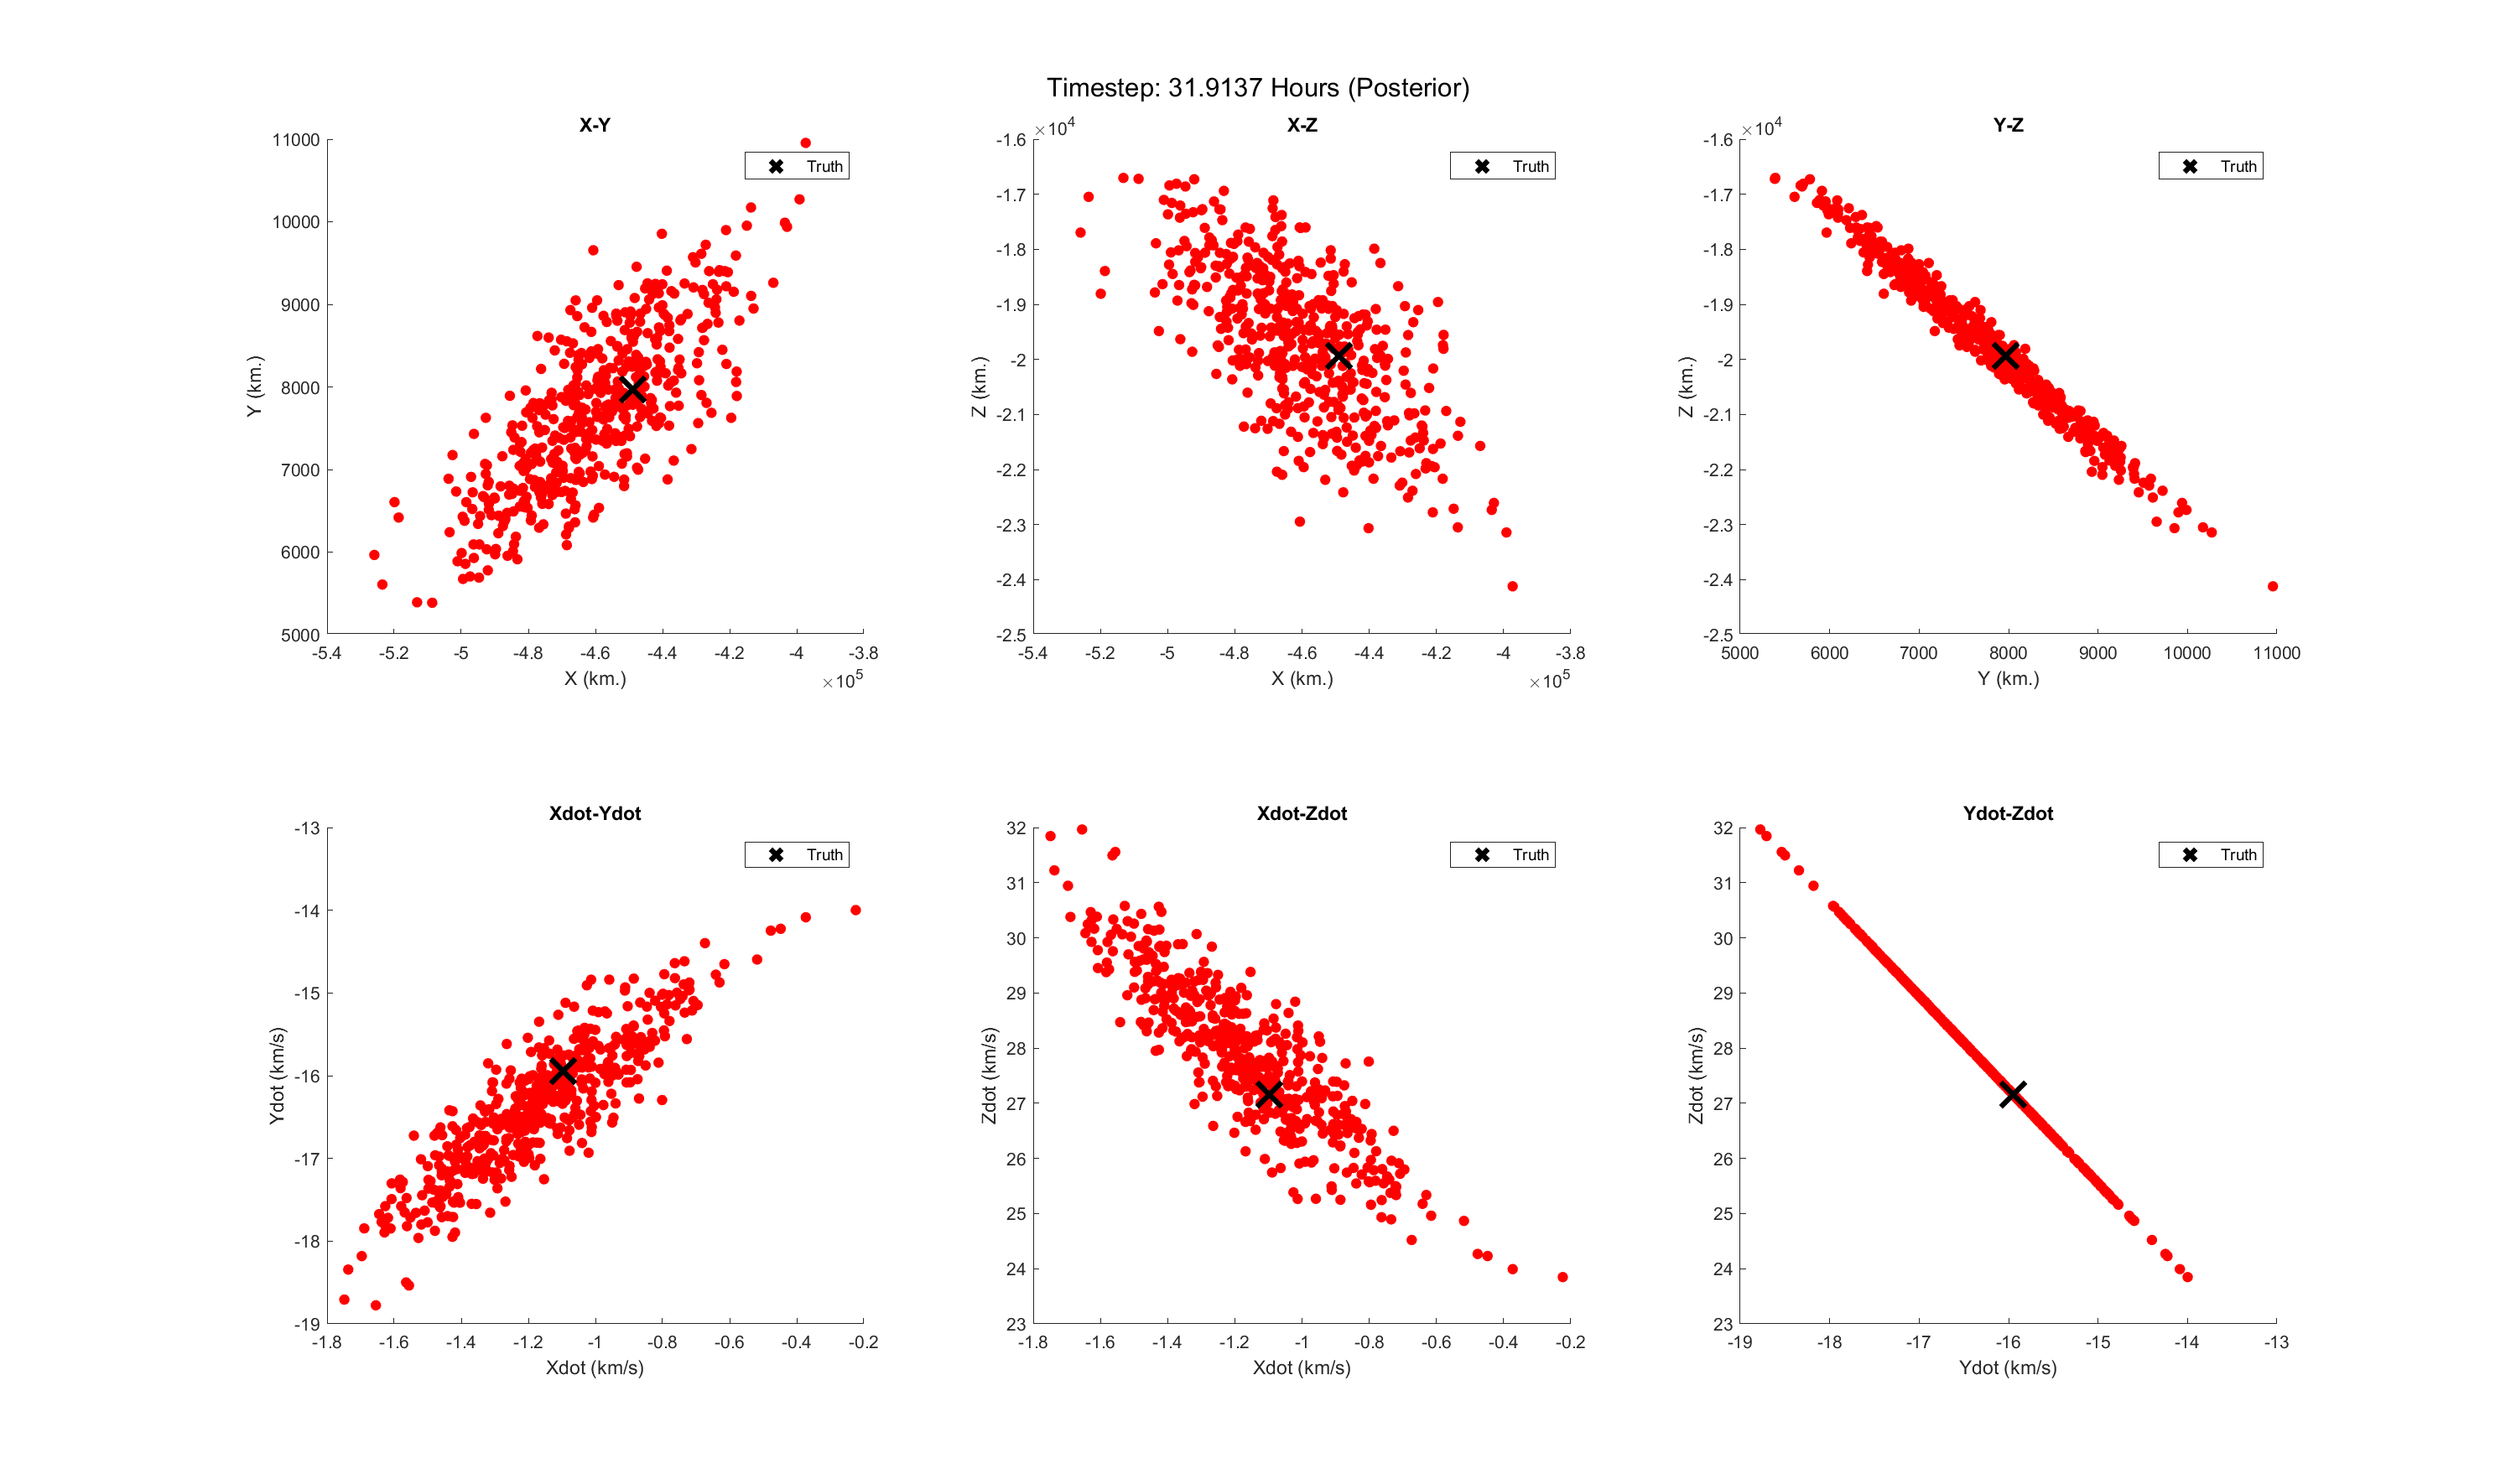 Timestep: 31.9137 Hours (Posterior)
X-Y
11000
10000
9000
8000
7000
6000
5000
Y (km.)
Truth
-5.4 -5.2 -5 -4.8 -4.6 -4.4 -4.2 -4 -3.8
X (km.)
×10^5
X-Z
×10^4
-1.6
-1.7
-1.8
-1.9
-2
-2.1
-2.2
-2.3
-2.4
-2.5
Z (km.)
Truth
-5.4 -5.2 -5 -4.8 -4.6 -4.4 -4.2 -4 -3.8
X (km.)
×10^5
Y-Z
×10^4
-1.6
-1.7
-1.8
-1.9
-2
-2.1
-2.2
-2.3
-2.4
-2.5
Z (km.)
Truth
5000 6000 7000 8000 9000 10000 11000
Y (km.)
Xdot-Ydot
-13
-14
-15
-16
-17
-18
-19
Ydot (km/s)
Truth
-1.8 -1.6 -1.4 -1.2 -1 -0.8 -0.6 -0.4 -0.2
Xdot (km/s)
Xdot-Zdot
32
31
30
29
28
27
26
25
24
23
Zdot (km/s)
Truth
-1.8 -1.6 -1.4 -1.2 -1 -0.8 -0.6 -0.4 -0.2
Xdot (km/s)
Ydot-Zdot
32
31
30
29
28
27
26
25
24
23
Zdot (km/s)
Truth
-19 -18 -17 -16 -15 -14 -13
Ydot (km/s)